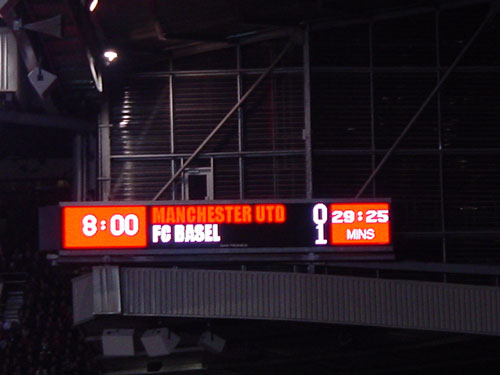 8:00
MANCHESTER UTD 0
FC BASEL 1
29:25
MINS